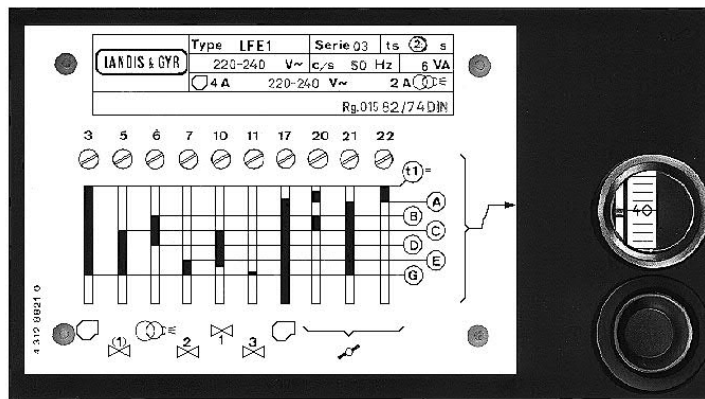 LANDIS & GYR
Type LFE1 Serie 03 ts 2 s
220-240 V~ c/s 50 Hz 6 VA
4 A 220-240 V~ 2 A
Rg.015 82/74 DIN
3 5 6 7 10 11 17 20 21 22
t1=
A
B
C
D
E
G
(1) 2 1 3
4 312 8821 0
40